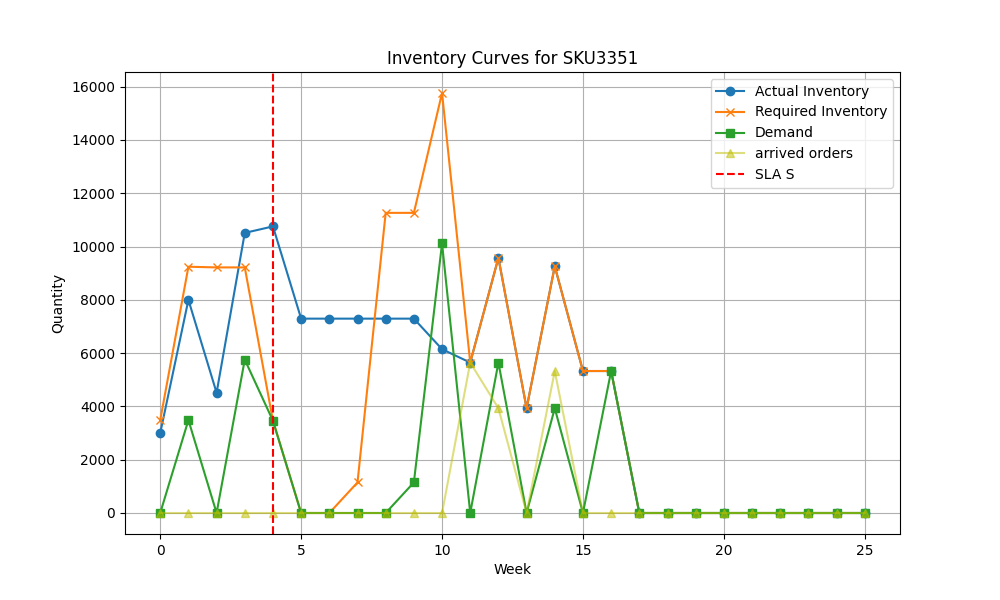 Inventory Curves for SKU3351
Actual Inventory
Required Inventory
Demand
arrived orders
SLA S
Quantity
16000
14000
12000
10000
8000
6000
4000
2000
0
0 5 10 15 20 25
Week